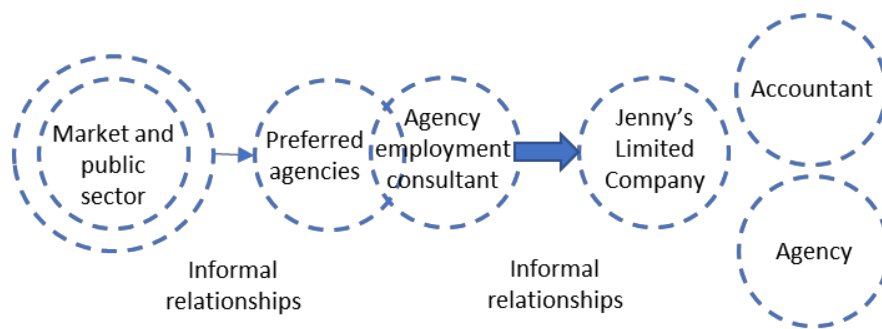 Market and
public
sector
Preferred
agencies
Agency
employment
consultant
Jenny's
Limited
Company
Accountant
Agency
Informal
relationships
Informal
relationships